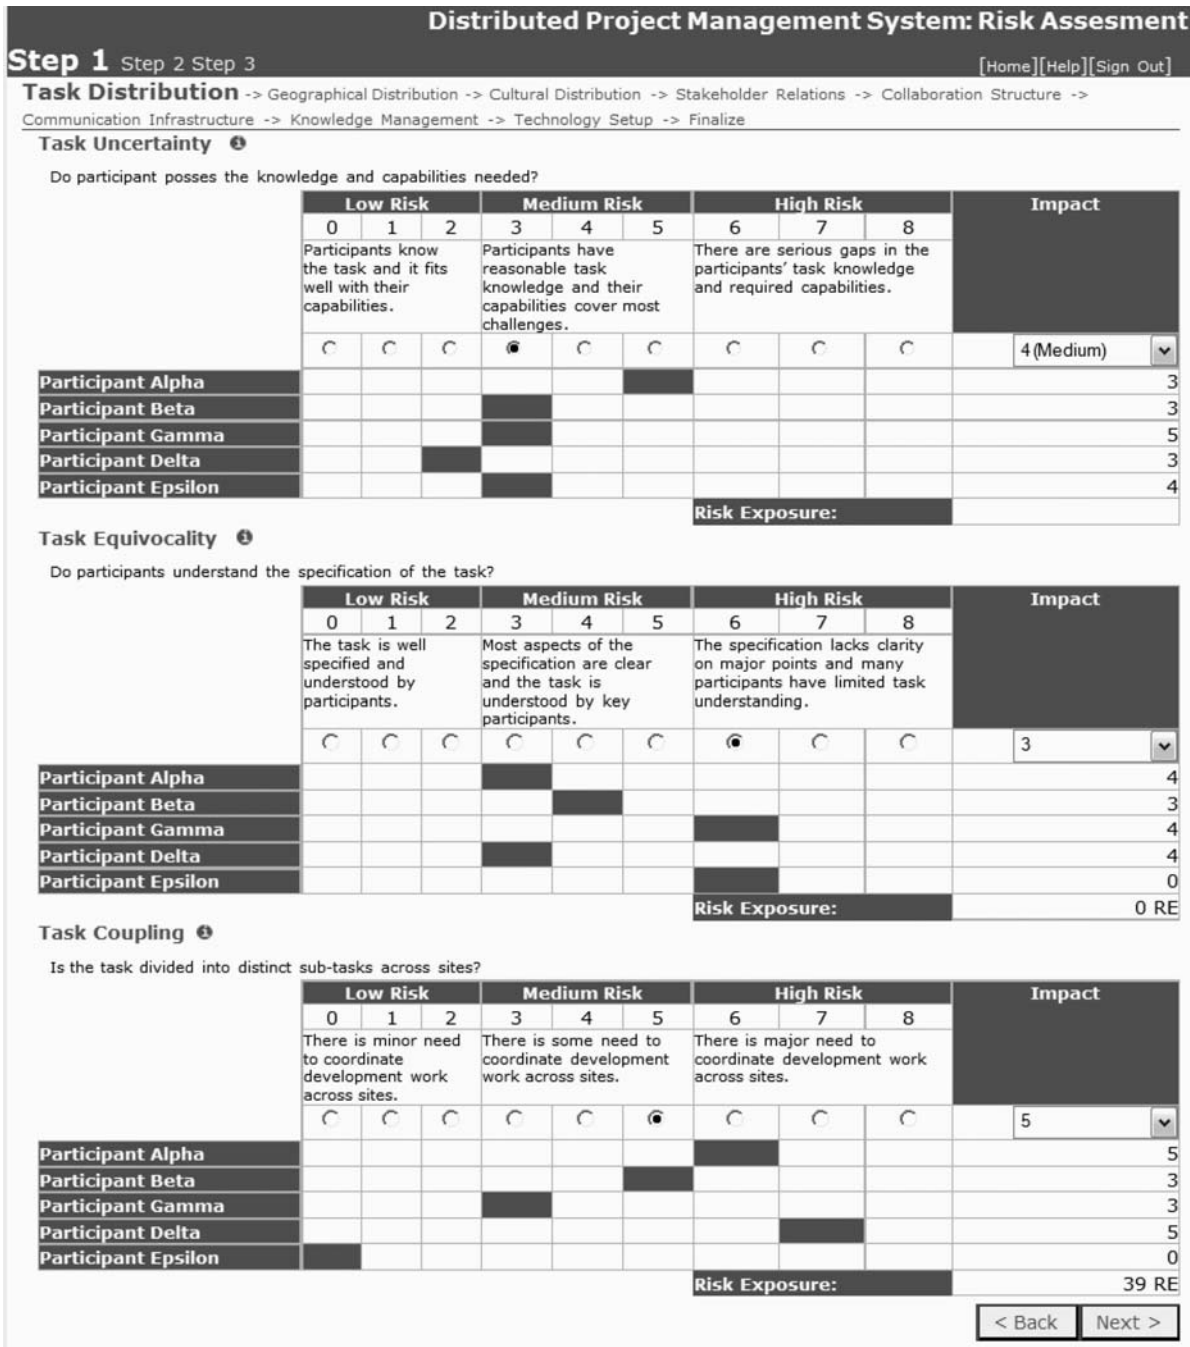 Distributed Project Management System: Risk Assesment
Step 1 Step 2 Step 3
[Home][Help][Sign Out]
Task Distribution -> Geographical Distribution -> Cultural Distribution -> Stakeholder Relations -> Collaboration Structure ->
Communication Infrastructure -> Knowledge Management -> Technology Setup -> Finalize
Task Uncertainty
Do participant posses the knowledge and capabilities needed?
Low Risk Medium Risk High Risk Impact
0 1 2 3 4 5 6 7 8
Participants know
the task and it fits
well with their
capabilities.
Participants have
reasonable task
knowledge and their
capabilities cover most
challenges.
There are serious gaps in the
participants' task knowledge
and required capabilities.
4 (Medium)
Participant Alpha 3
Participant Beta 3
Participant Gamma 5
Participant Delta 3
Participant Epsilon 4
Risk Exposure:
Task Equivocality
Do participants understand the specification of the task?
Low Risk Medium Risk High Risk Impact
0 1 2 3 4 5 6 7 8
The task is well
specified and
understood by
participants.
Most aspects of the
specification are clear
and the task is
understood by key
participants.
The specification lacks clarity
on major points and many
participants have limited task
understanding.
3
Participant Alpha 4
Participant Beta 3
Participant Gamma 4
Participant Delta 4
Participant Epsilon 0
Risk Exposure: 0 RE
Task Coupling
Is the task divided into distinct sub-tasks across sites?
Low Risk Medium Risk High Risk Impact
0 1 2 3 4 5 6 7 8
There is minor need
to coordinate
development work
across sites.
There is some need to
coordinate development
work across sites.
There is major need to
coordinate development work
across sites.
5
Participant Alpha 5
Participant Beta 3
Participant Gamma 3
Participant Delta 5
Participant Epsilon 0
Risk Exposure: 39 RE
< Back Next >